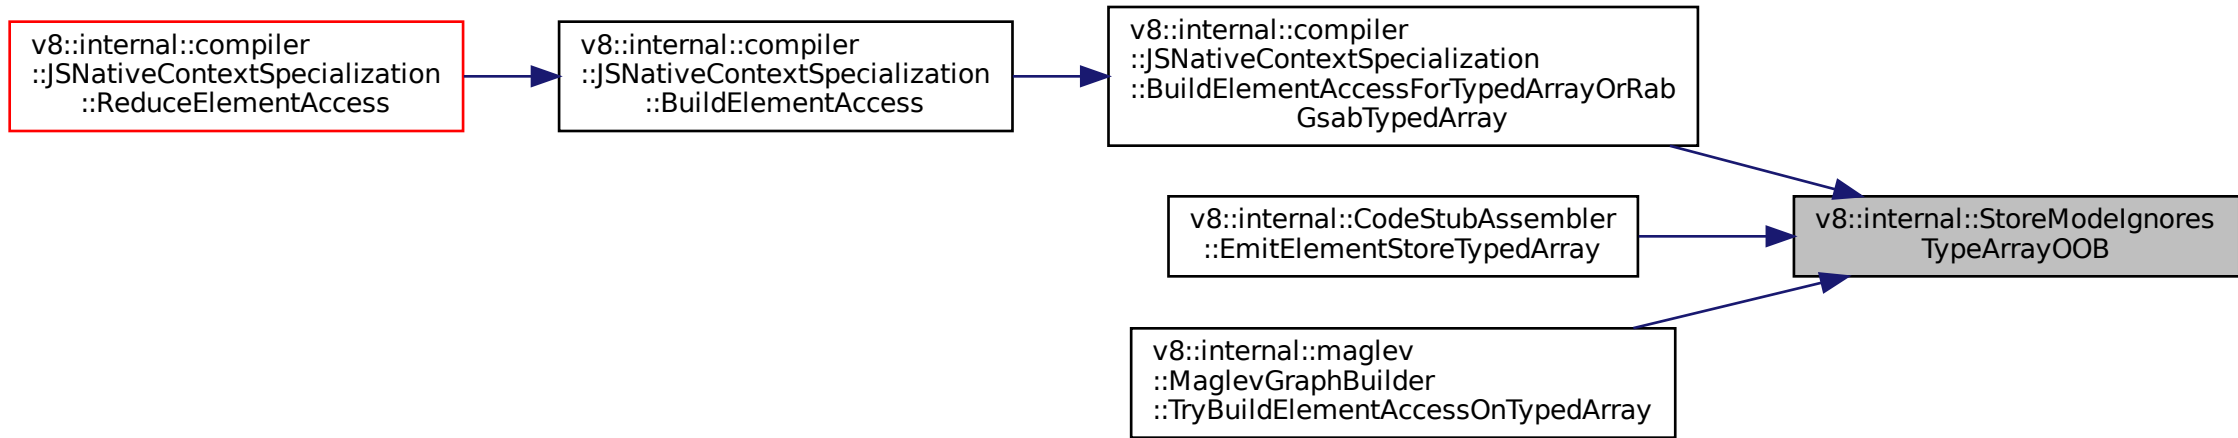 v8::internal::compiler
::JSNativeContextSpecialization
::ReduceElementAccess
v8::internal::compiler
::JSNativeContextSpecialization
::BuildElementAccess
v8::internal::compiler
::JSNativeContextSpecialization
::BuildElementAccessForTypedArrayOrRab
GsabTypedArray
v8::internal::CodeStubAssembler
::EmitElementStoreTypedArray
v8::internal::maglev
::MaglevGraphBuilder
::TryBuildElementAccessOnTypedArray
v8::internal::StoreModeIgnores
TypeArrayOOB